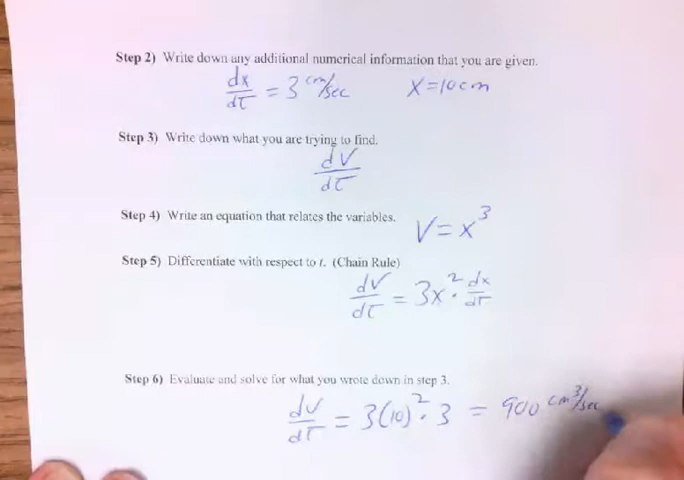 Step 2) Write down any additional numerical information that you are given.
dx/dt = 3 cm/sec x=10cm
Step 3) Write down what you are trying to find.
dV/dt
Step 4) Write an equation that relates the variables. V=x³
Step 5) Differentiate with respect to t. (Chain Rule)
dV/dt = 3x² · dx/dt
Step 6) Evaluate and solve for what you wrote down in step 3.
dV/dt = 3(10)² · 3 = 900 cm³/sec